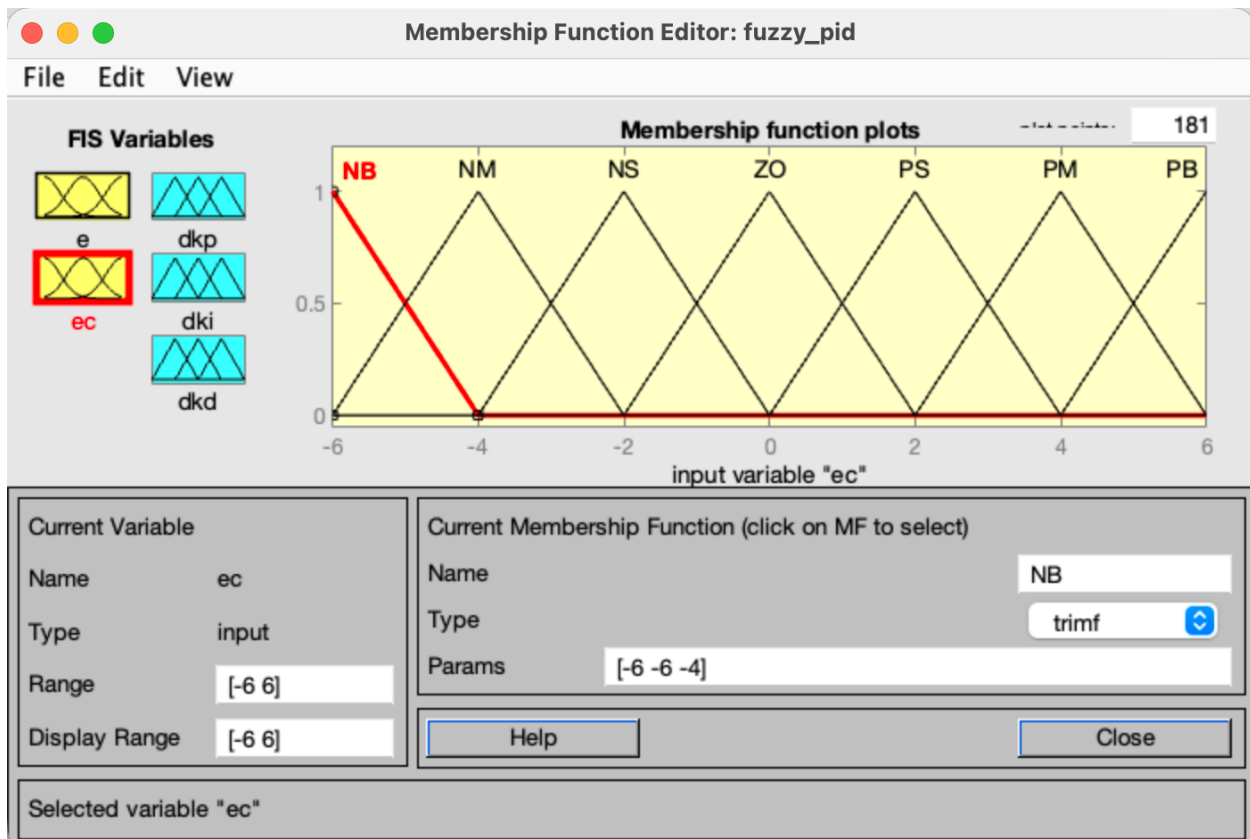 Membership Function Editor: fuzzy_pid
File Edit View
FIS Variables
e
dkp
ec
dki
dkd
Membership function plots
181
NB NM NS ZO PS PM PB
1
0.5
0
-6 -4 -2 0 2 4 6
input variable "ec"
Current Variable
Name ec
Type input
Range [-6 6]
Display Range [-6 6]
Current Membership Function (click on MF to select)
Name NB
Type trimf
Params [-6 -6 -4]
Help Close
Selected variable "ec"